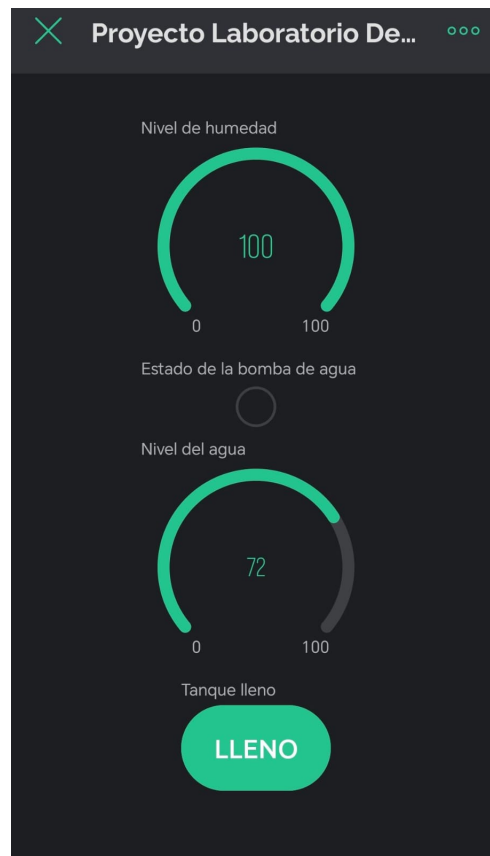 Proyecto Laboratorio De...
Nivel de humedad
100
0 100
Estado de la bomba de agua
Nivel del agua
72
0 100
Tanque lleno
LLENO